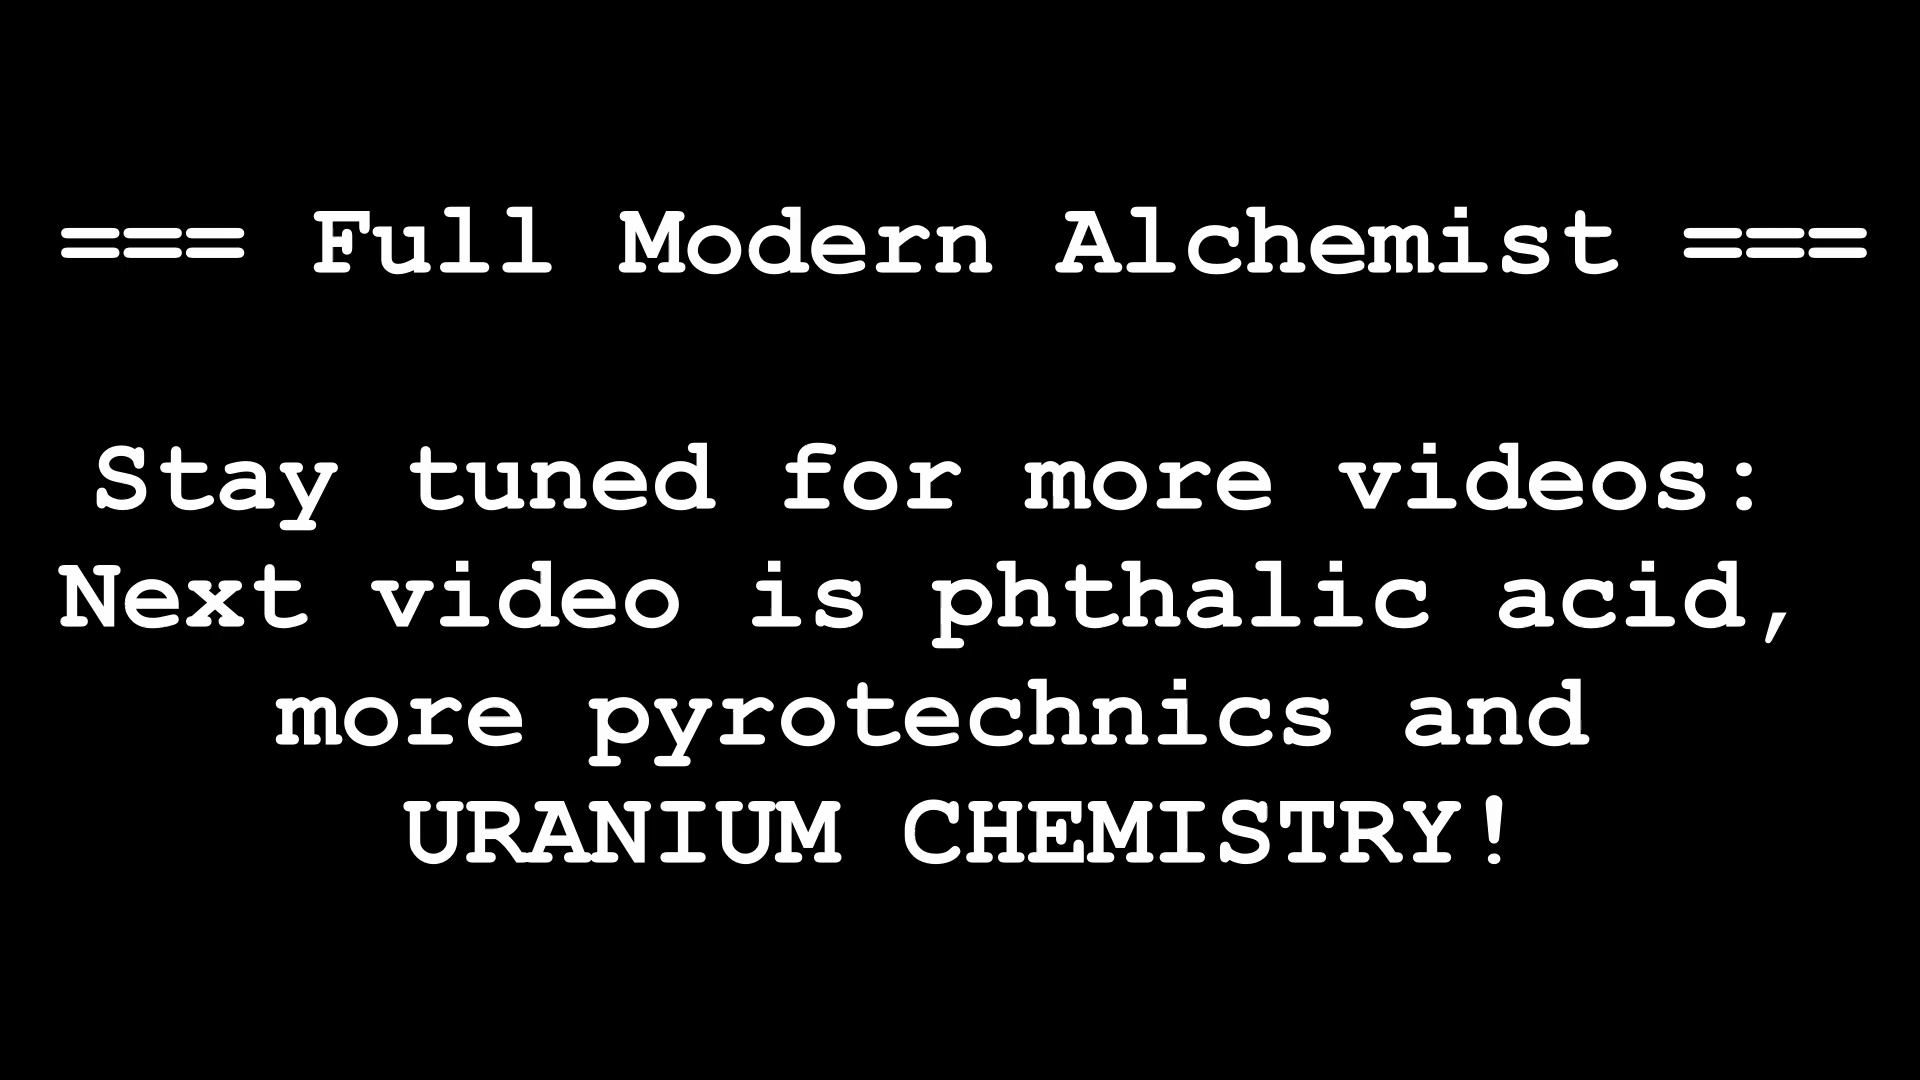 === Full Modern Alchemist ===
Stay tuned for more videos:
Next video is phthalic acid,
more pyrotechnics and
URANIUM CHEMISTRY!